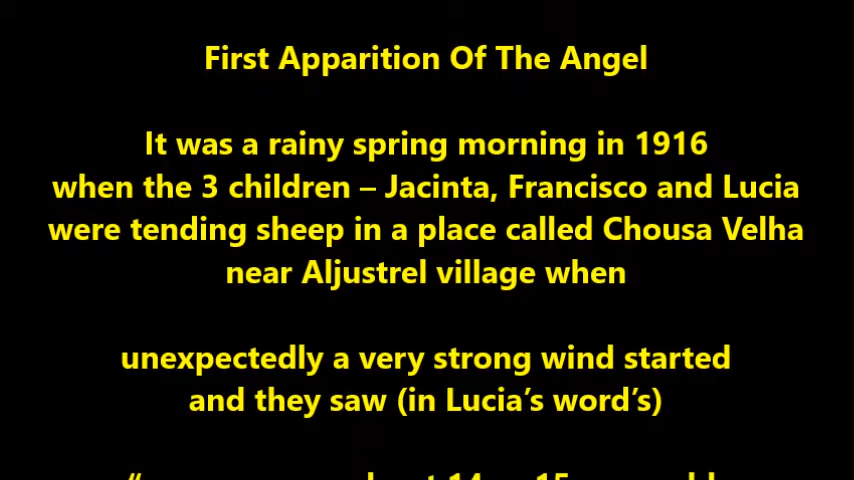 First Apparition Of The Angel
It was a rainy spring morning in 1916
when the 3 children – Jacinta, Francisco and Lucia
were tending sheep in a place called Chousa Velha
near Aljustrel village when
unexpectedly a very strong wind started
and they saw (in Lucia’s word’s)